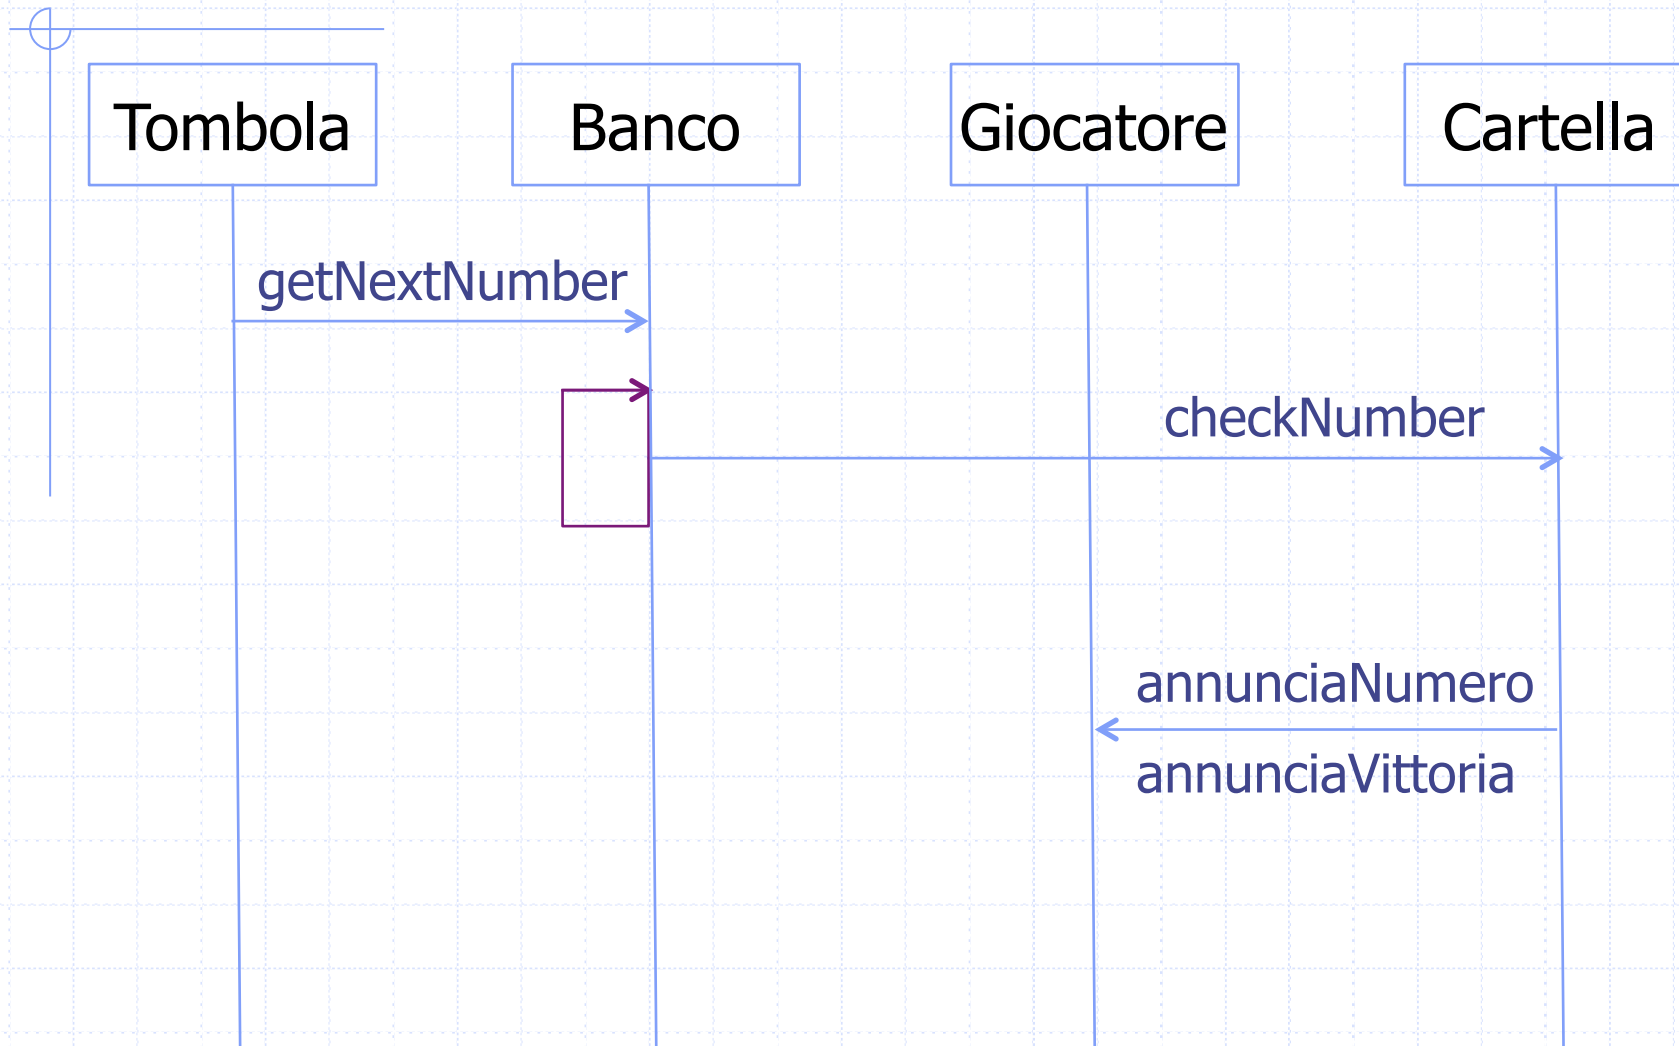 Tombola
Banco
Giocatore
Cartella
getNextNumber
checkNumber
annunciaNumero
annunciaVittoria